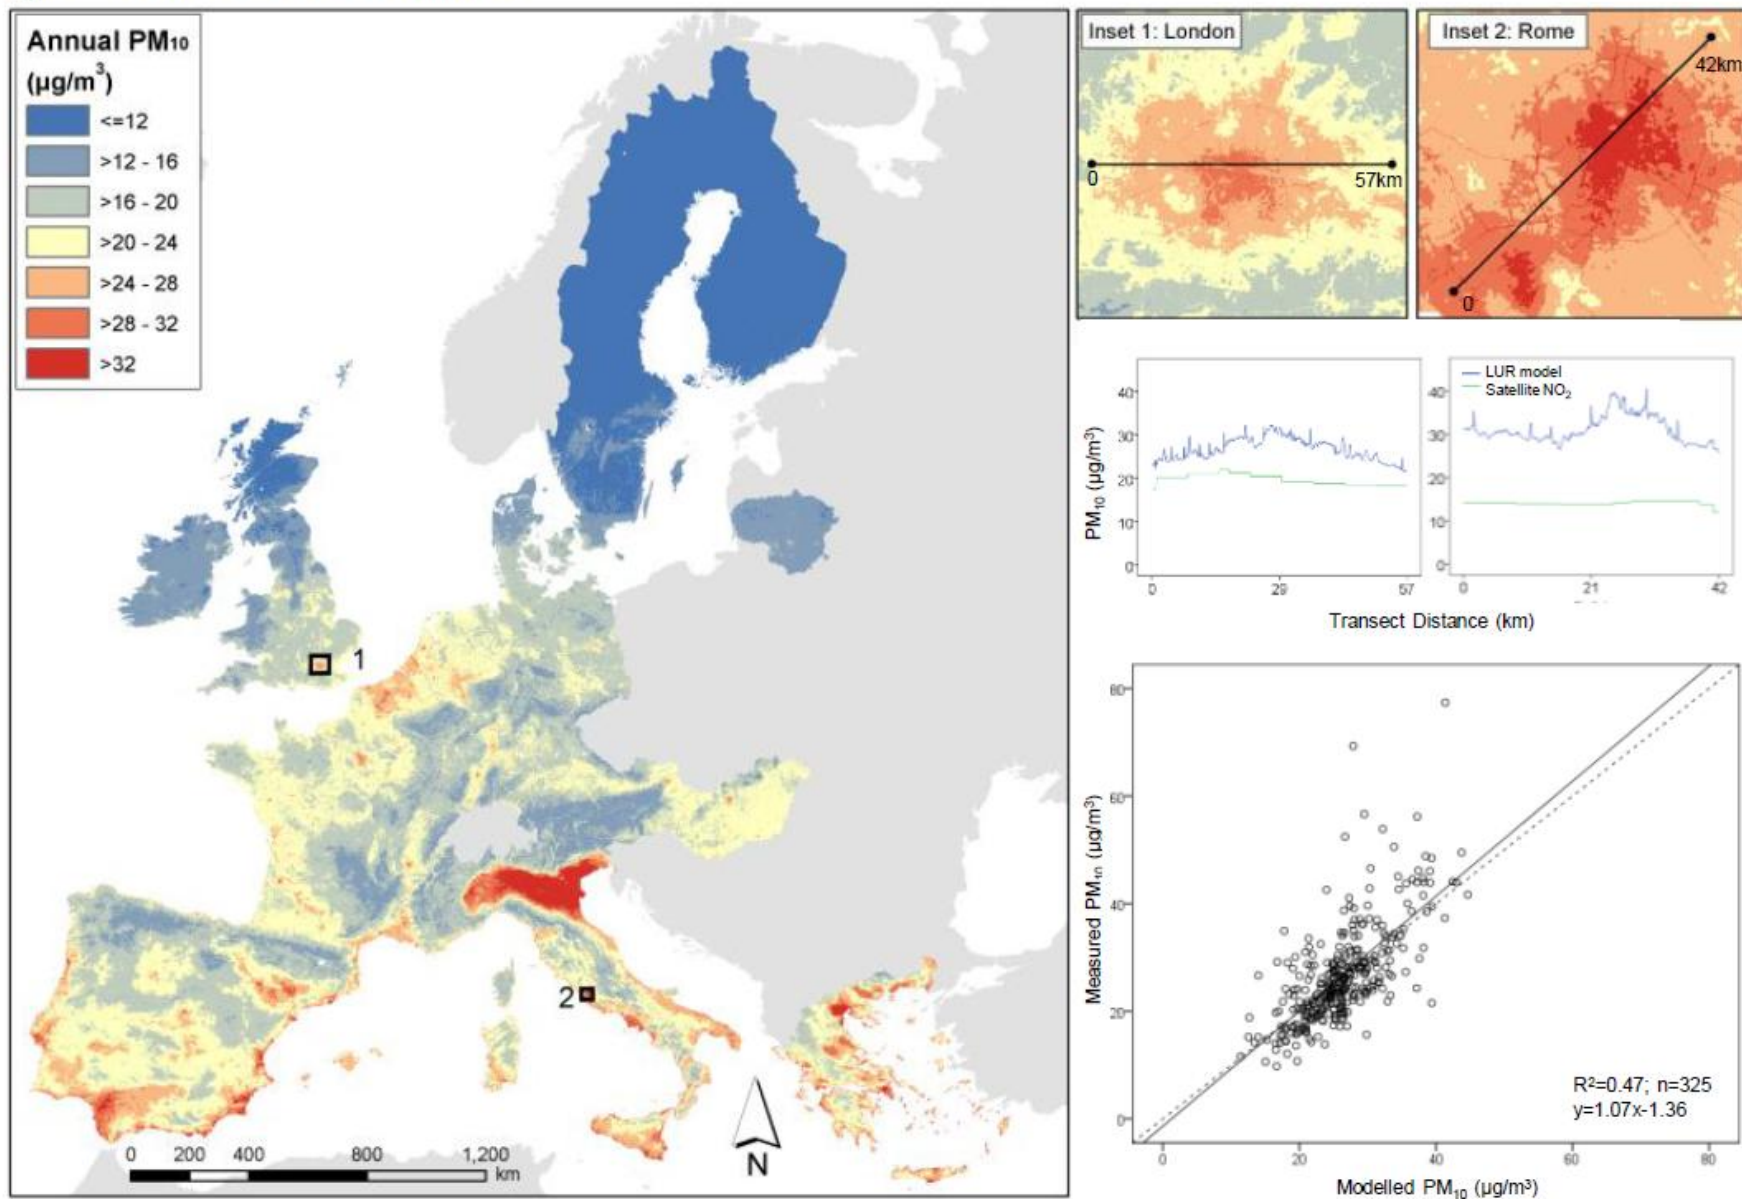 Annual PM10
(µg/m³)
<=12
>12 - 16
>16 - 20
>20 - 24
>24 - 28
>28 - 32
>32
1
2
0 200 400 800 1,200
km
N
Inset 1: London
0
57km
Inset 2: Rome
42km
0
PM10 (µg/m³)
40
30
20
10
0
0 29 57
LUR model
Satellite NO2
40
30
20
10
0
0 21 42
Transect Distance (km)
Measured PM10 (µg/m³)
80
60
40
20
0
R²=0.47; n=325
y=1.07x-1.36
0 20 40 60 80
Modelled PM10 (µg/m³)